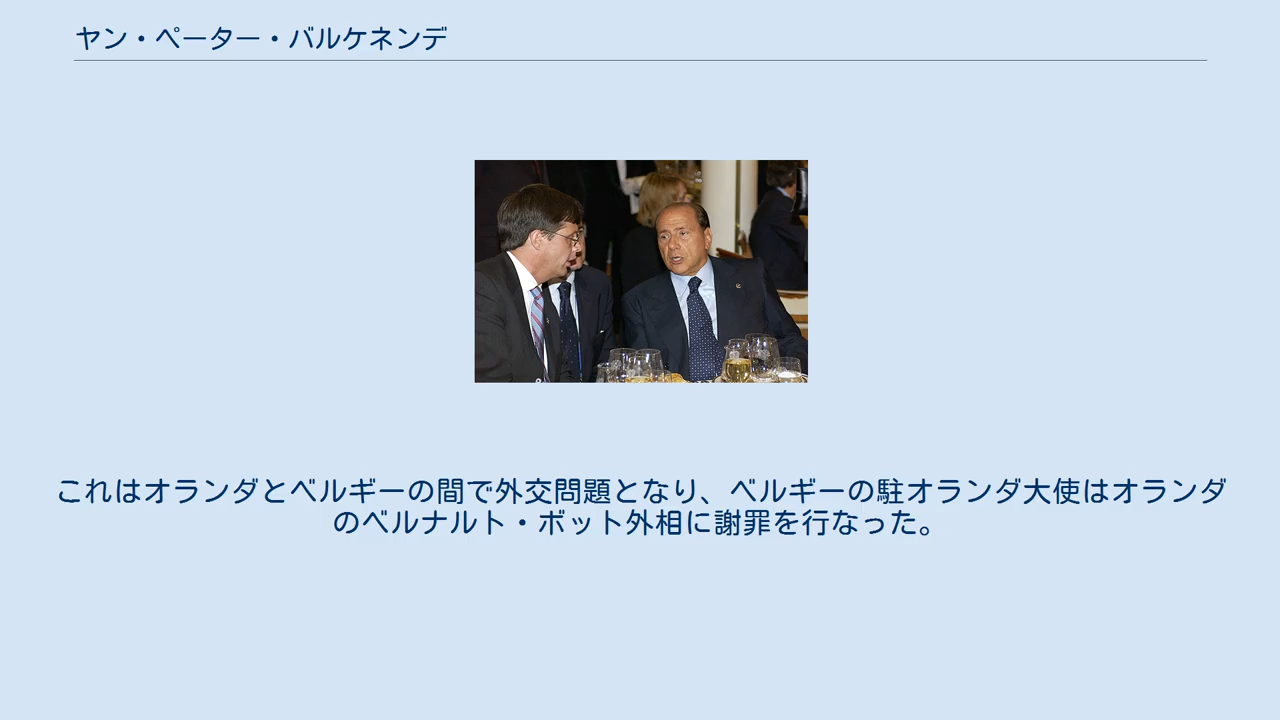 ヤン・ペーター・バルケネンデ
これはオランダとベルギーの間で外交問題となり、ベルギーの駐オランダ大使はオランダ
のベルナルト・ボット外相に謝罪を行なった。